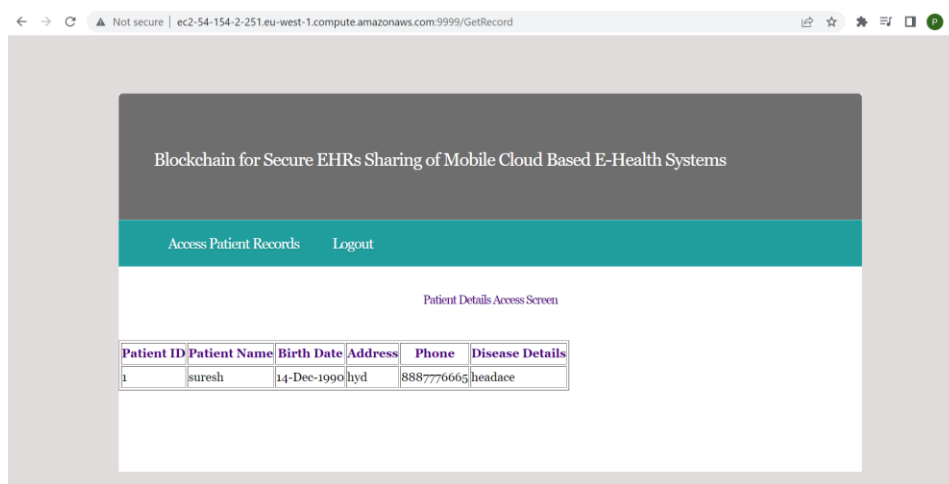 Not secure | ec2-54-154-2-251.eu-west-1.compute.amazonaws.com:9999/GetRecord
P
Blockchain for Secure EHRs Sharing of Mobile Cloud Based E-Health Systems
Access Patient Records Logout
Patient Details Access Screen
Patient ID Patient Name Birth Date Address Phone Disease Details
1 suresh 14-Dec-1990 hyd 8887776665 headace